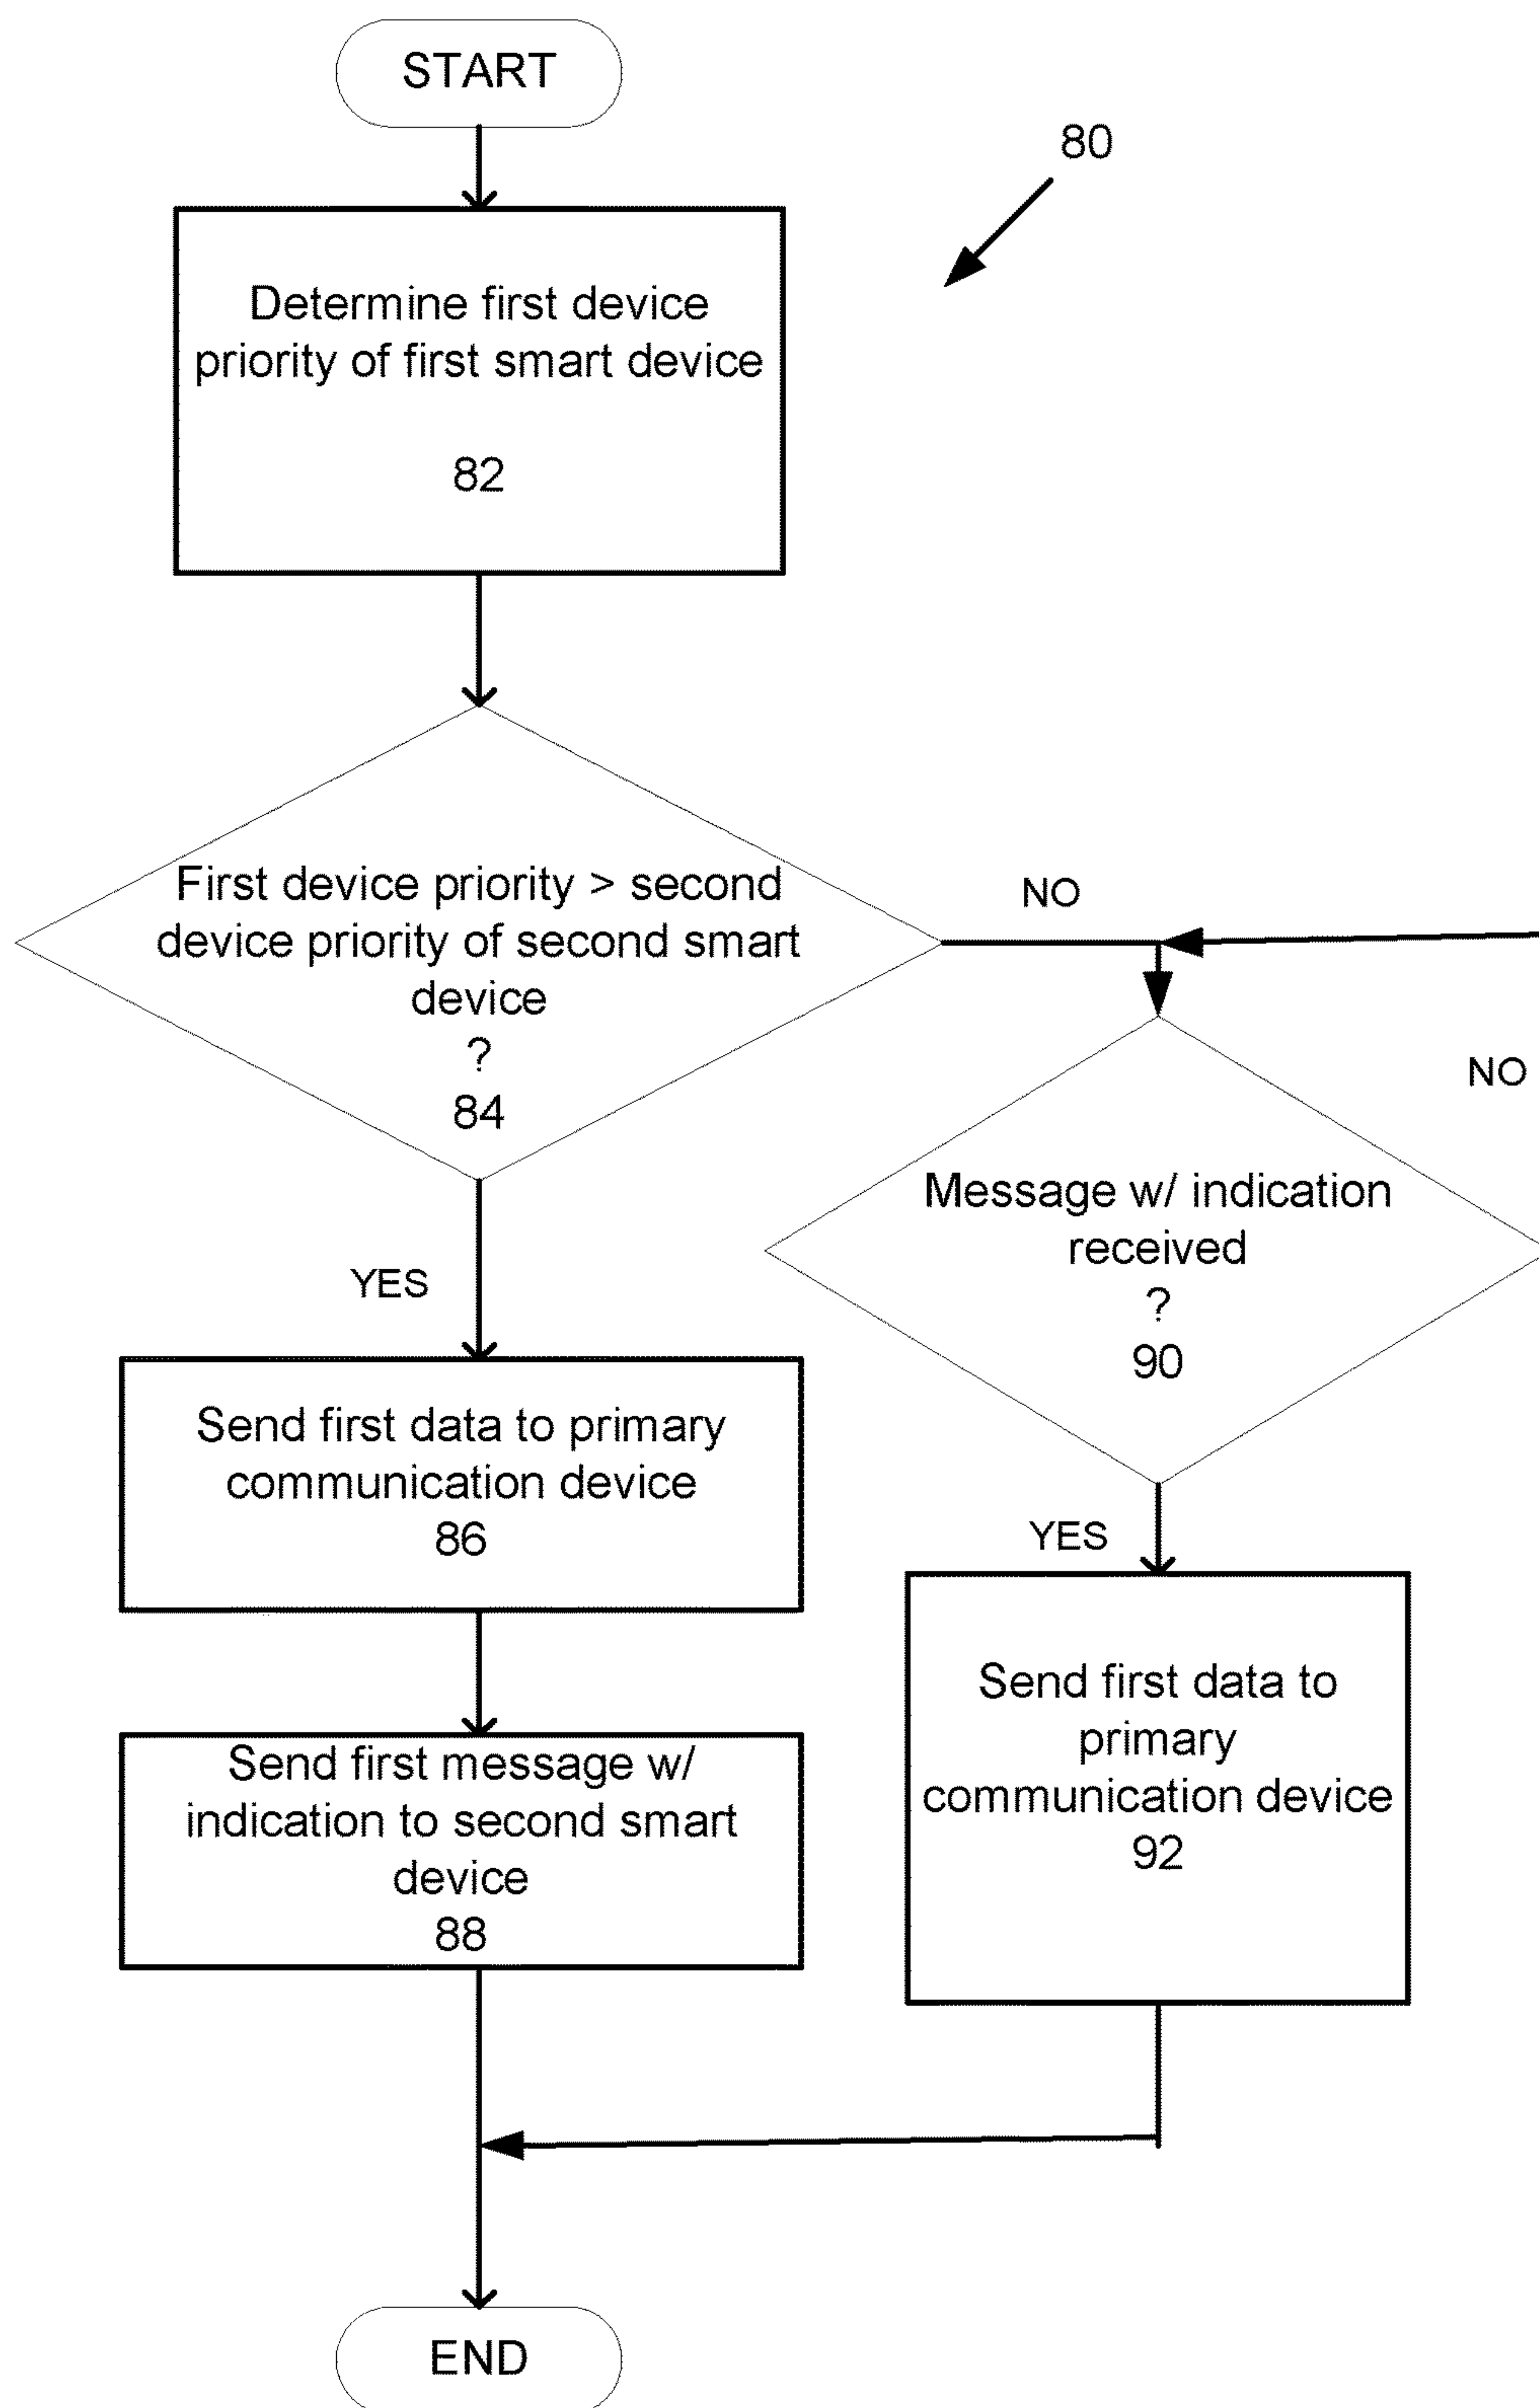 START
80
Determine first device
priority of first smart device
82
First device priority > second
device priority of second smart
device
?
84
NO
NO
Message w/ indication
received
?
90
YES
YES
Send first data to primary
communication device
86
Send first data to
primary
communication device
92
Send first message w/
indication to second smart
device
88
END